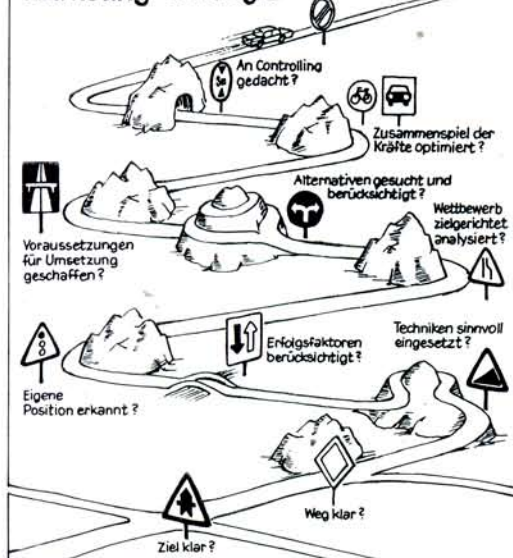 An Controlling
gedacht?
Zusammenspiel der
Kräfte optimiert?
Alternativen gesucht und
berücksichtigt?
Wettbewerb
zielgerichtet
analysiert?
Voraussetzungen
für Umsetzung
geschaffen?
Erfolgsfaktoren
berücksichtigt?
Techniken sinnvoll
eingesetzt?
Eigene
Position erkannt?
Weg klar?
Ziel klar?